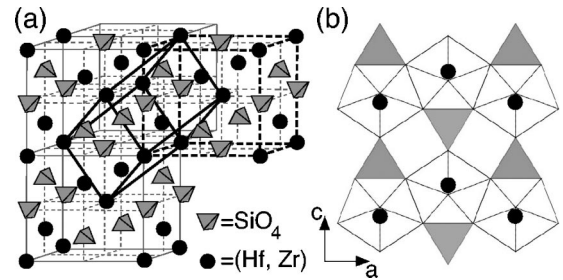 (a)
(b)
=SiO₄
=(Hf, Zr)
c
a